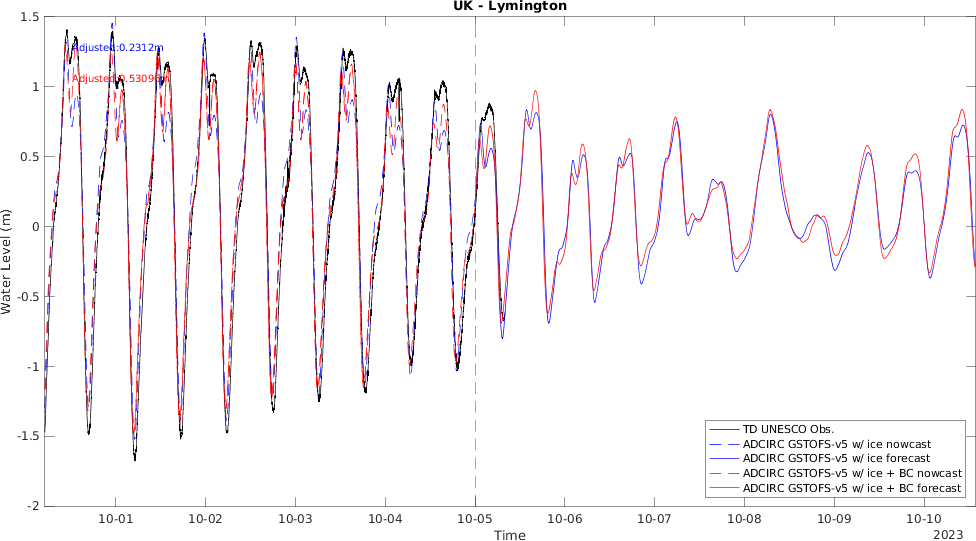 UK - Lymington
1.5
1
0.5
0
-0.5
-1
-1.5
-2
Water Level (m)
Adjusted:0.2312m
Adjusted:0.5309m
10-01
10-02
10-03
10-04
10-05
10-06
10-07
10-08
10-09
10-10
Time
2023
TD UNESCO Obs.
ADCIRC GSTOFS-v5 w/ ice nowcast
ADCIRC GSTOFS-v5 w/ ice forecast
ADCIRC GSTOFS-v5 w/ ice + BC nowcast
ADCIRC GSTOFS-v5 w/ ice + BC forecast